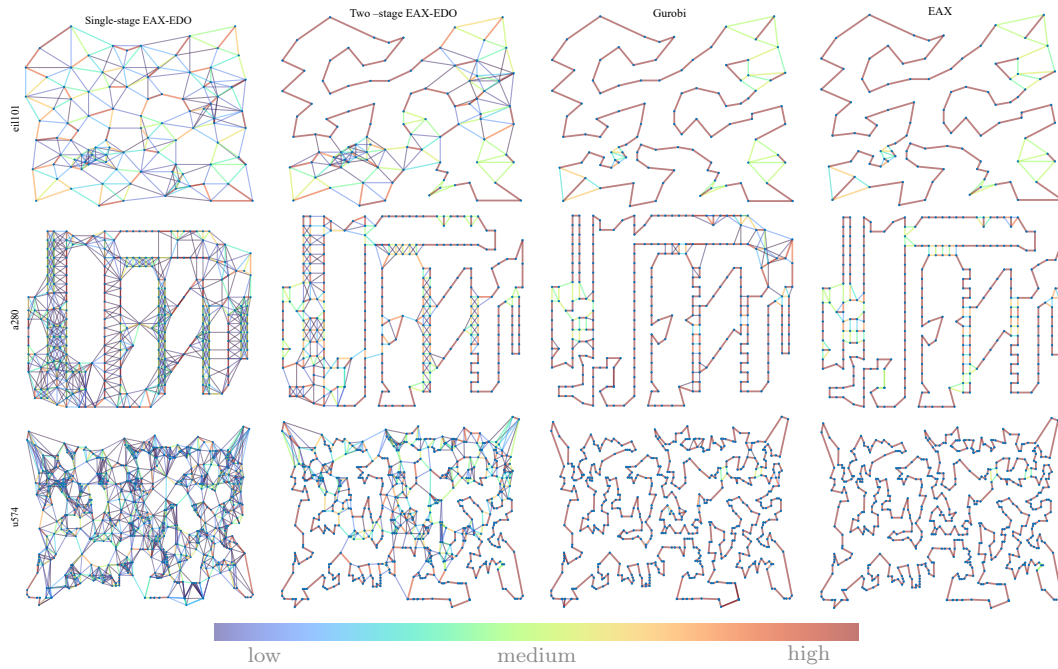 Single-stage EAX-EDO
Two –stage EAX-EDO
Gurobi
EAX
eil101
a280
u574
low
medium
high